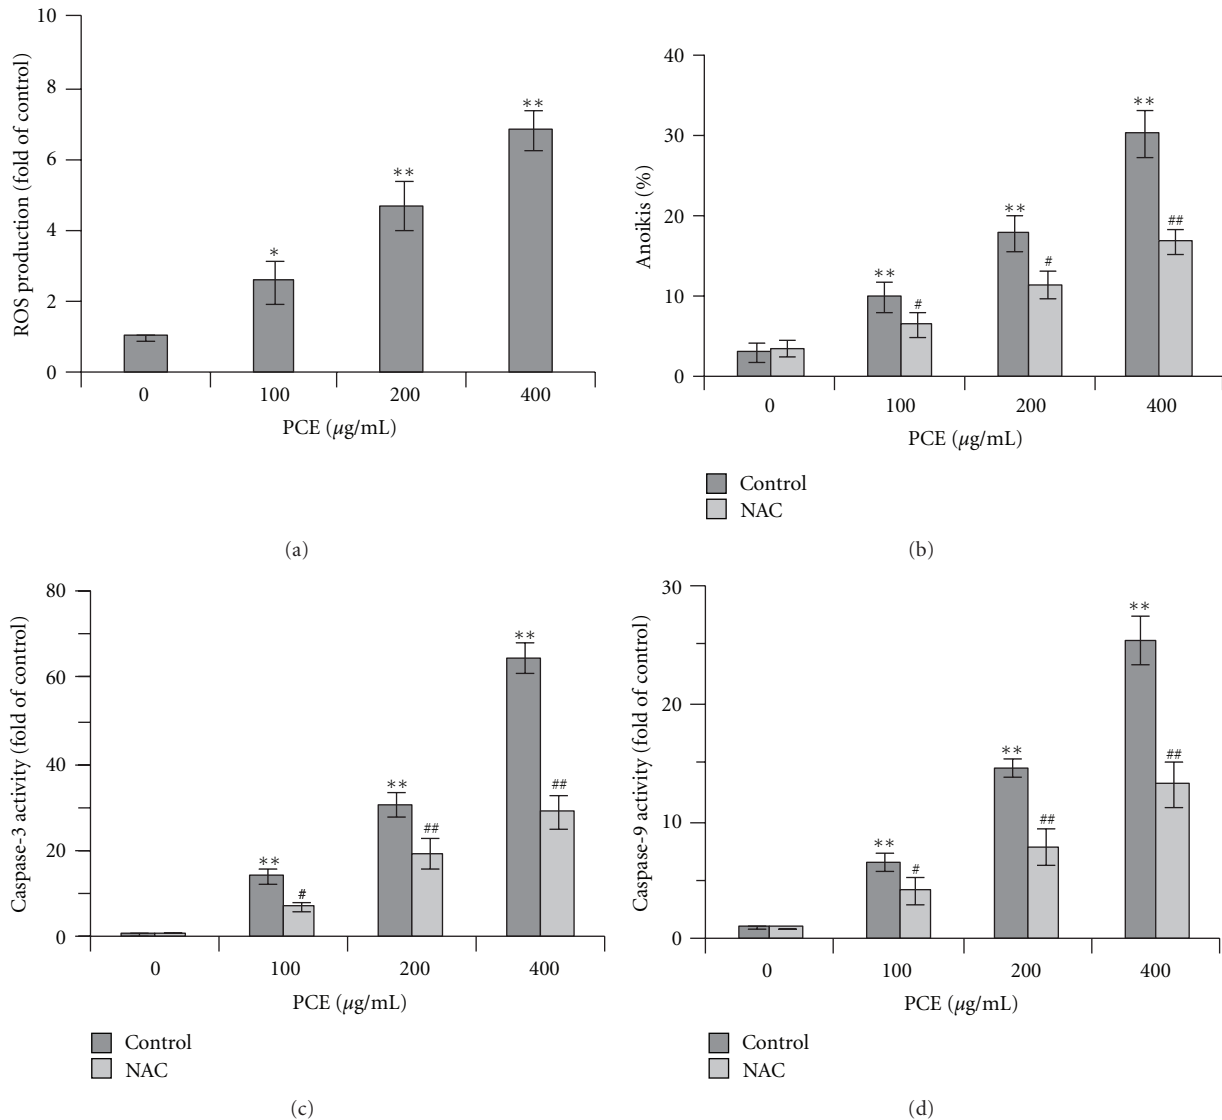 10
8
6
4
2
0
ROS production (fold of control)
*
**
**
0 100 200 400
PCE (µg/mL)
(a)
40
30
20
10
0
Anoikis (%)
**
#
**
#
**
##
0 100 200 400
PCE (µg/mL)
Control
NAC
(b)
80
60
40
20
0
Caspase-3 activity (fold of control)
**
#
**
##
**
##
0 100 200 400
PCE (µg/mL)
Control
NAC
(c)
30
20
10
0
Caspase-9 activity (fold of control)
**
#
**
##
**
##
0 100 200 400
PCE (µg/mL)
Control
NAC
(d)